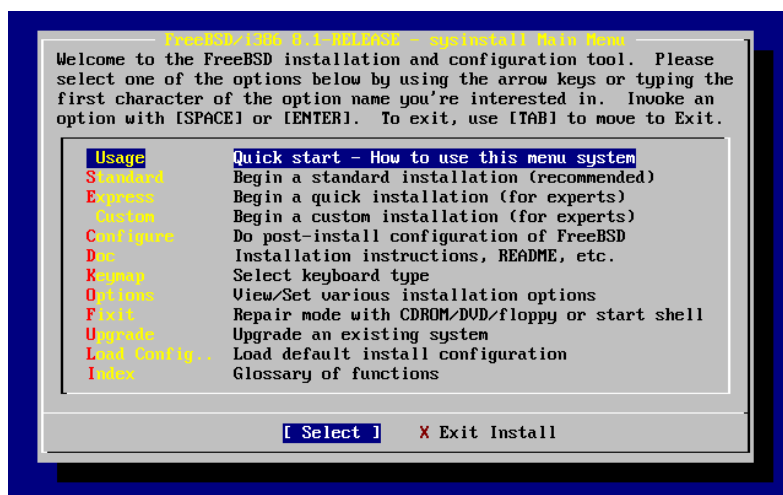 FreeBSD/i386 8.1-RELEASE - sysinstall Main Menu
Welcome to the FreeBSD installation and configuration tool.  Please
select one of the options below by using the arrow keys or typing the
first character of the option name you're interested in.  Invoke an
option with [SPACE] or [ENTER].  To exit, use [TAB] to move to Exit.
Usage Quick start - How to use this menu system
Standard Begin a standard installation (recommended)
Express Begin a quick installation (for experts)
Custom Begin a custom installation (for experts)
Configure Do post-install configuration of FreeBSD
Doc Installation instructions, README, etc.
Keymap Select keyboard type
Options View/Set various installation options
Fixit Repair mode with CDROM/DVD/floppy or start shell
Upgrade Upgrade an existing system
Load Config.. Load default install configuration
Index Glossary of functions
[ Select ] X Exit Install